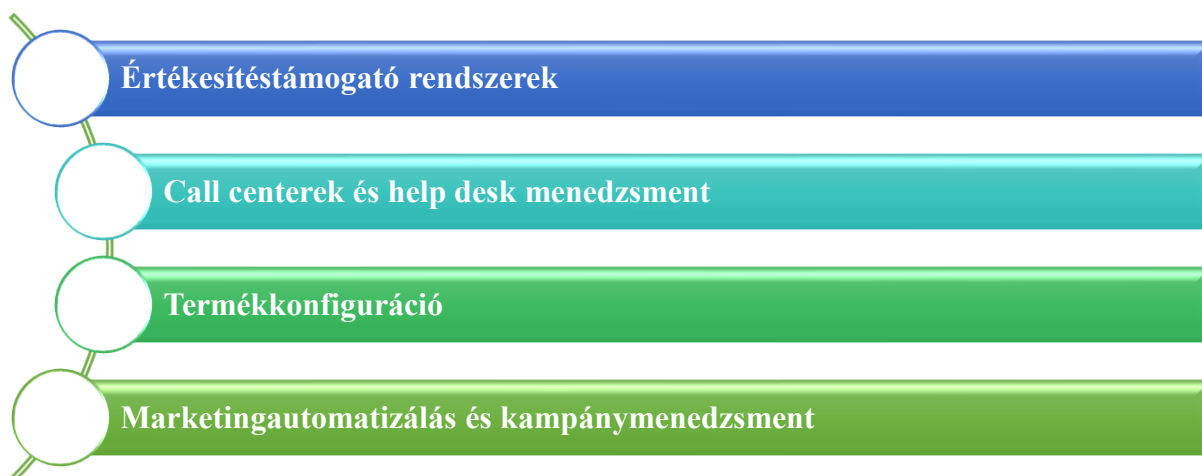 Értékesítéstámogató rendszerek
Call centerek és help desk menedzsment
Termékkonfiguráció
Marketingautomatizálás és kampánymenedzsment